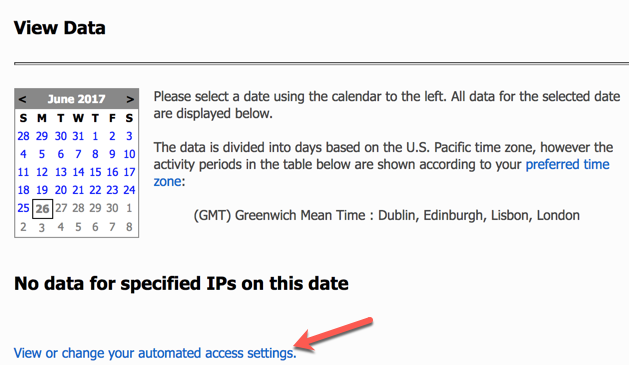 View Data
< June 2017 >
S M T W T F S
28 29 30 31 1 2 3
4 5 6 7 8 9 10
11 12 13 14 15 16 17
18 19 20 21 22 23 24
25 26 27 28 29 30 1
2 3 4 5 6 7 8
Please select a date using the calendar to the left. All data for the selected date
are displayed below.
The data is divided into days based on the U.S. Pacific time zone, however the
activity periods in the table below are shown according to your preferred time
zone:
(GMT) Greenwich Mean Time : Dublin, Edinburgh, Lisbon, London
No data for specified IPs on this date
View or change your automated access settings.